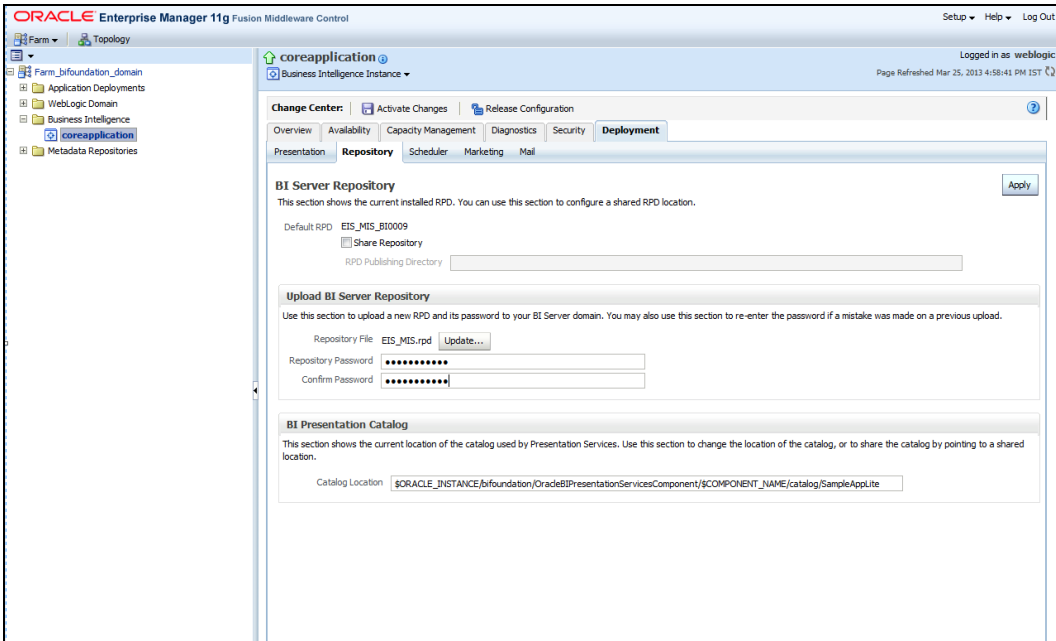 ORACLE Enterprise Manager 11g Fusion Middleware Control
Setup Help Log Out
Farm Topology
Farm_bifoundation_domain
Application Deployments
WebLogic Domain
Business Intelligence
coreapplication
Metadata Repositories
coreapplication
Logged in as weblogic
Business Intelligence Instance
Page Refreshed Mar 25, 2013 4:58:41 PM IST
Change Center: Activate Changes Release Configuration
Overview Availability Capacity Management Diagnostics Security Deployment
Presentation Repository Scheduler Marketing Mail
BI Server Repository
Apply
This section shows the current installed RPD. You can use this section to configure a shared RPD location.
Default RPD EIS_MIS_BI0009
Share Repository
RPD Publishing Directory
Upload BI Server Repository
Use this section to upload a new RPD and its password to your BI Server domain. You may also use this section to re-enter the password if a mistake was made on a previous upload.
Repository File EIS_MIS.rpd Update...
Repository Password •••••••••••
Confirm Password •••••••••••
BI Presentation Catalog
This section shows the current location of the catalog used by Presentation Services. Use this section to change the location of the catalog, or to share the catalog by pointing to a shared
location.
Catalog Location $ORACLE_INSTANCE/bifoundation/OracleBIPresentationServicesComponent/$COMPONENT_NAME/catalog/SampleAppLite